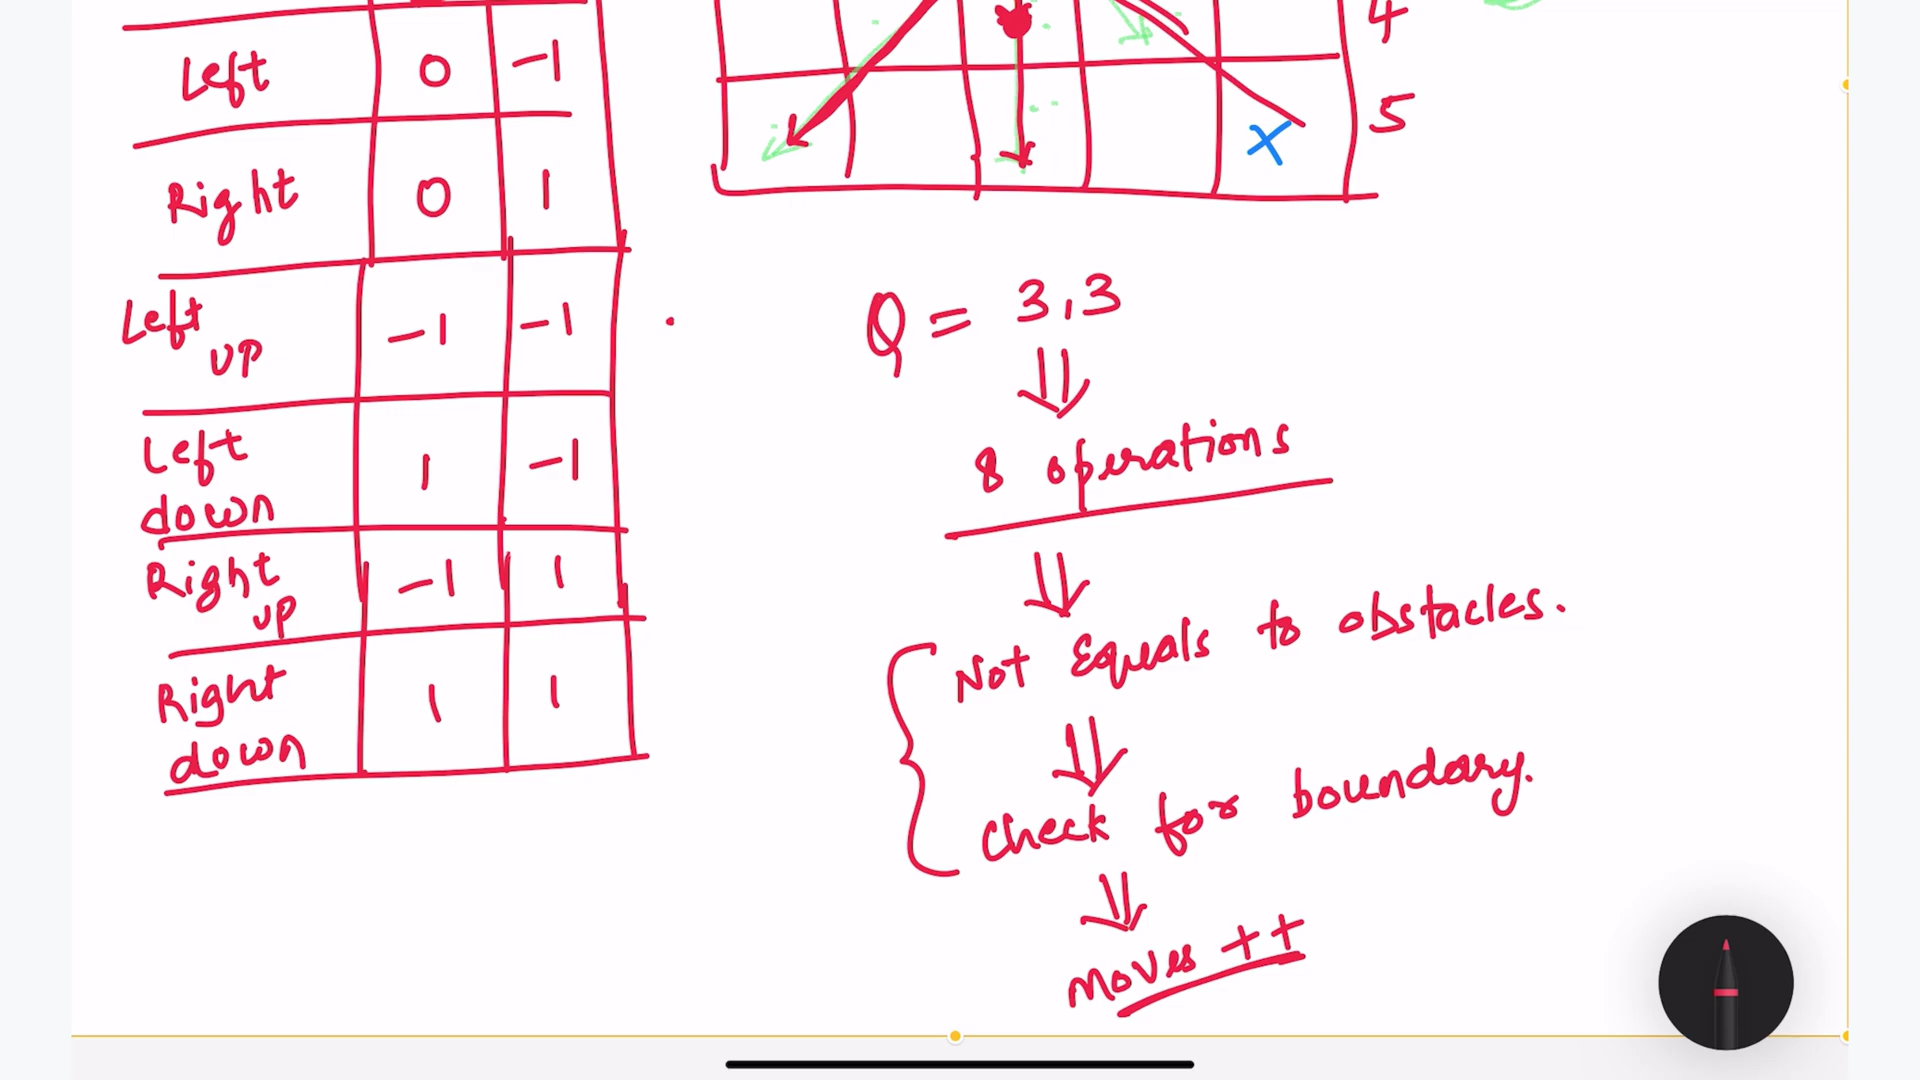 Left 0 -1
Right 0 1
Left up -1 -1
Left down 1 -1
Right up -1 1
Right down 1 1
4
5
X
Q = 3,3
8 operations
Not Equals to obstacles.
Check for boundary.
moves ++